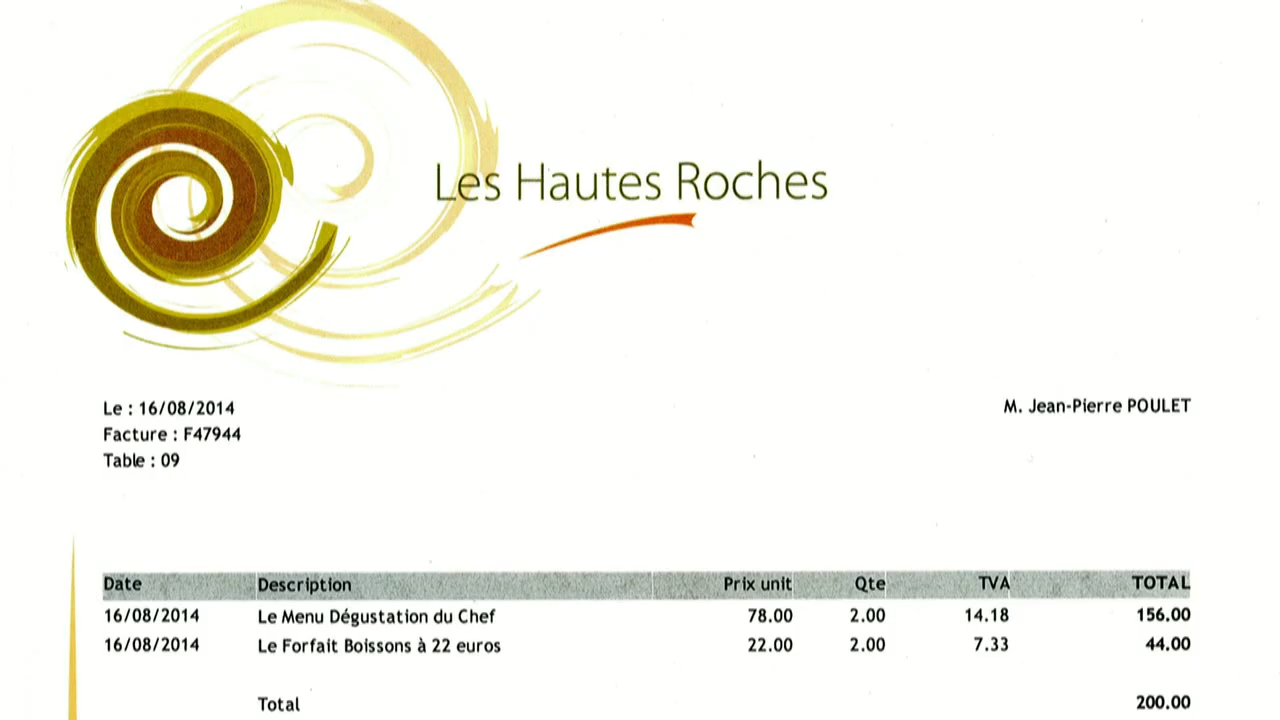 Les Hautes Roches
Le : 16/08/2014
Facture : F47944
Table : 09
M. Jean-Pierre POULET
Date Description Prix unit Qte TVA TOTAL
16/08/2014 Le Menu Dégustation du Chef 78.00 2.00 14.18 156.00
16/08/2014 Le Forfait Boissons à 22 euros 22.00 2.00 7.33 44.00
Total 200.00